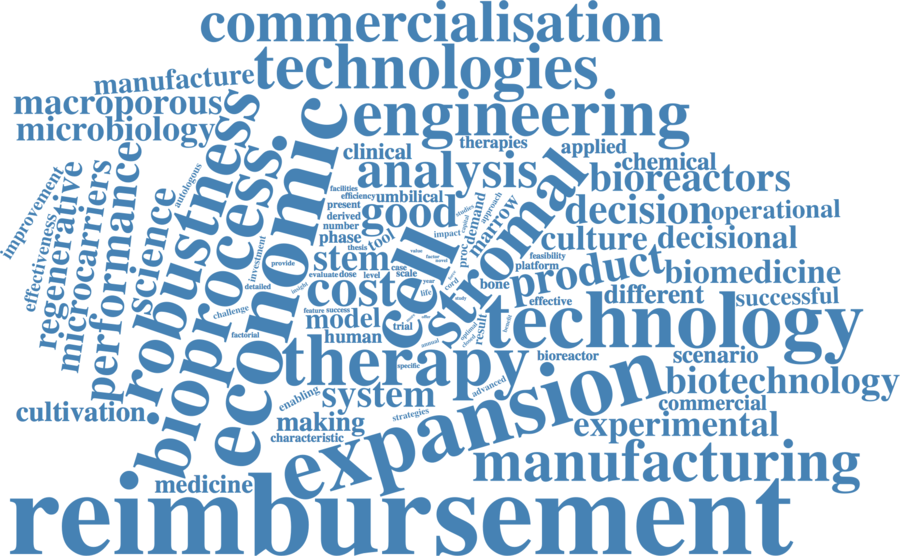 commercialisation
technologies
manufacture
macroporous
engineering
microbiology
therapies
applied
clinical
chemical
analysis
bioreactors
robustness
economic
bioprocess.
performance
microcarriers
regenerative
improvement
effectiveness
science
autologous
facilities
efficiency
umbilical
present
derived
good
number
phase
tool
thesis
impact
studies
capital
approach
demand
proc
marrow
stromal
decision
operational
culture
decisional
stem
cell
value
factor
novel
feasibility
platform
product
biomedicine
investment
provide
detailed
insight
evaluate
dose
level
case
scale
year
life
cord
study
bone
cost
different
successful
effective
challenge
feature
success
model
trial
human
factorial
technology
optimal
closed
result
benefit
annual
therapy
specific
bioreactor
scenario
expansion
biotechnology
advanced
enabling
system
commercial
cultivation
making
strategies
experimental
characteristic
manufacturing
medicine
reimbursement